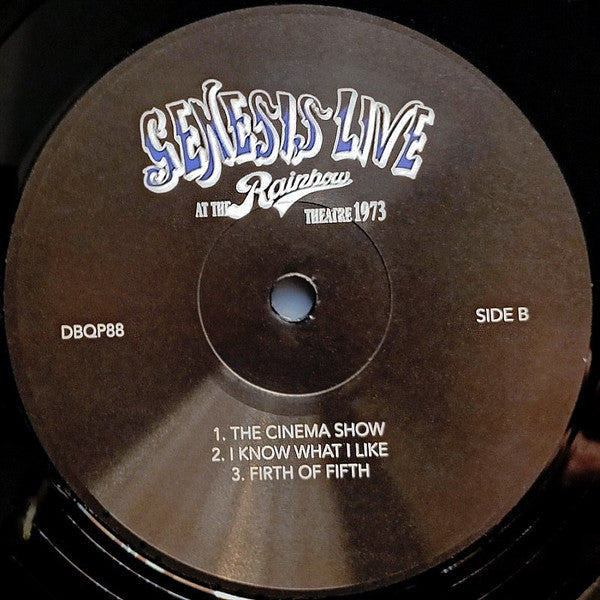 GENESIS LIVE
AT THE Rainbow THEATRE 1973
DBQP88
SIDE B
1. THE CINEMA SHOW
2. I KNOW WHAT I LIKE
3. FIRTH OF FIFTH